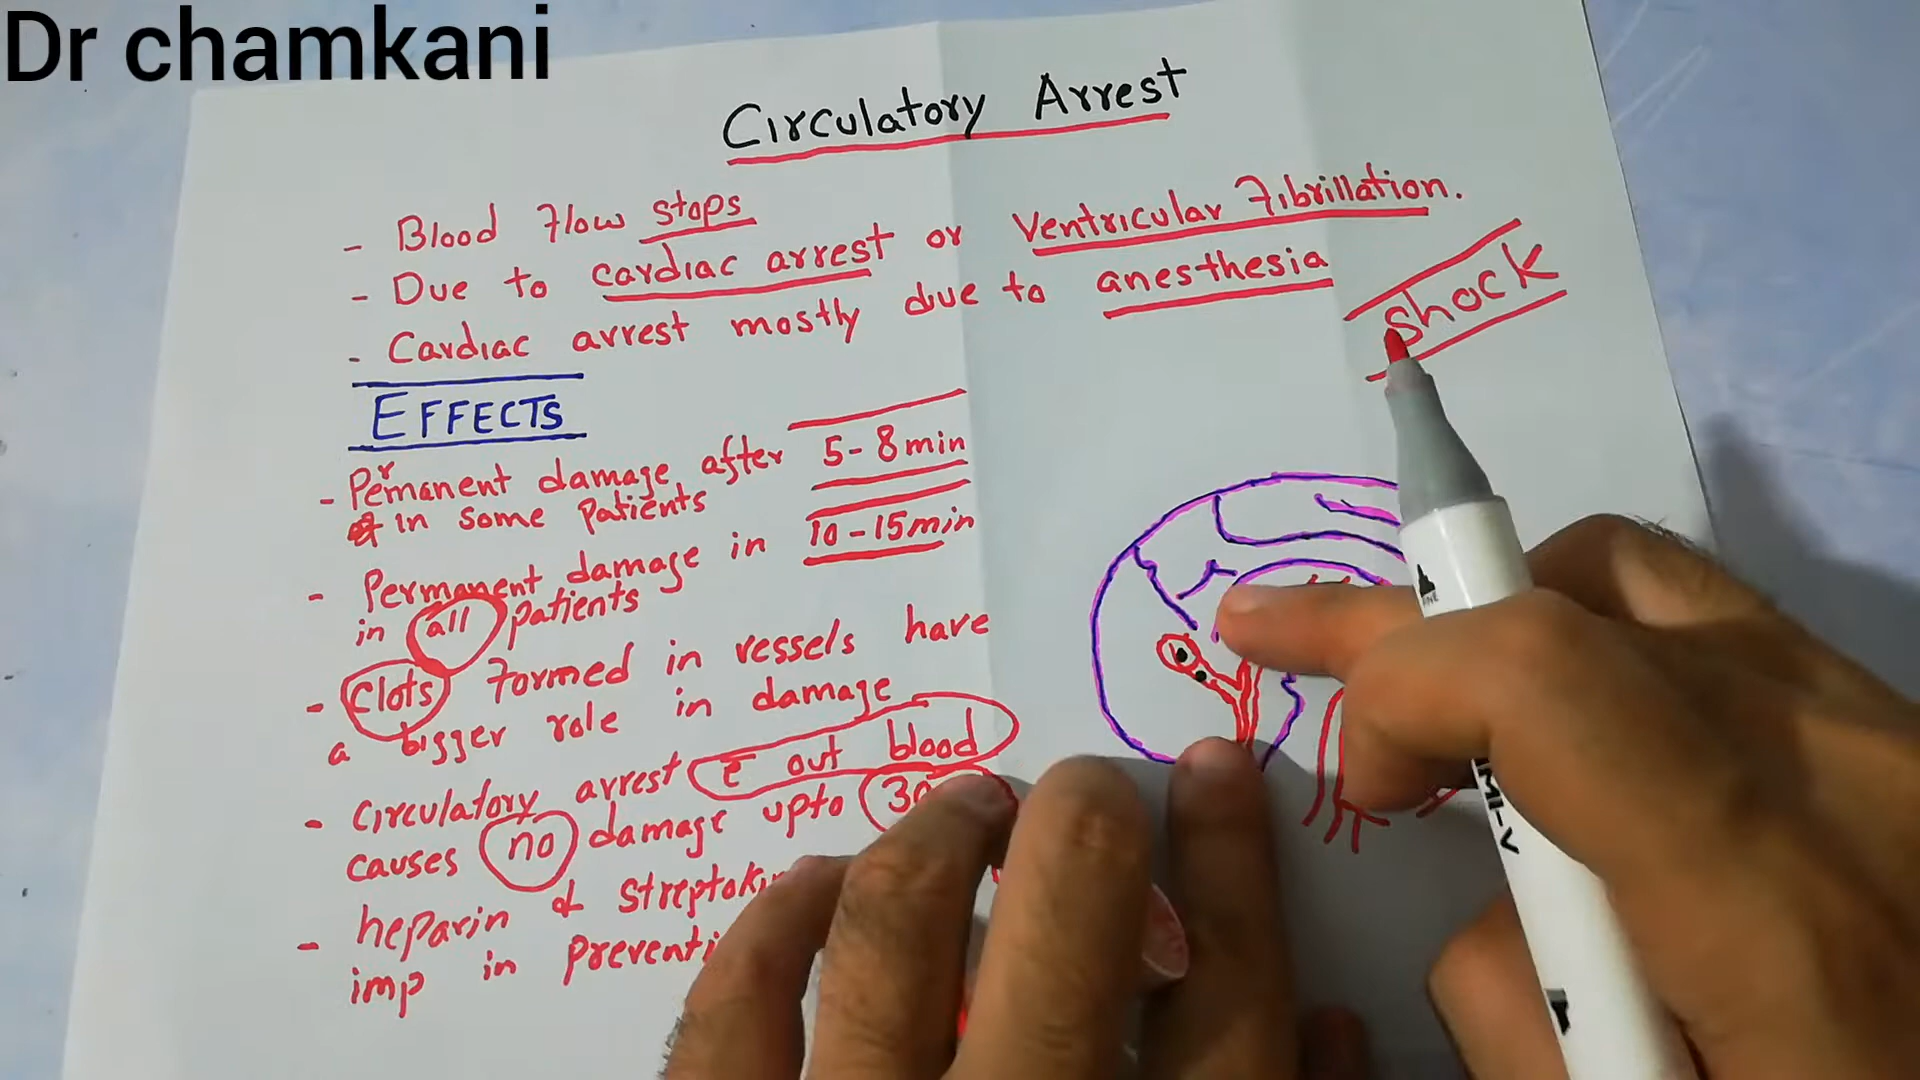 Dr chamkani
Circulatory Arrest
- Blood Flow stops
- Due to cardiac arrest or Ventricular Fibrillation.
- Cardiac arrest mostly due to anesthesia
Shock
EFFECTS
- Permanent damage after 5-8min
in some patients
- Permanent damage in 10-15min
in all patients
- Clots Formed in vessels have
a bigger role in damage
- Circulatory arrest c̄ out blood
causes no damage upto 30
- heparin & Streptoki
imp in Preventi